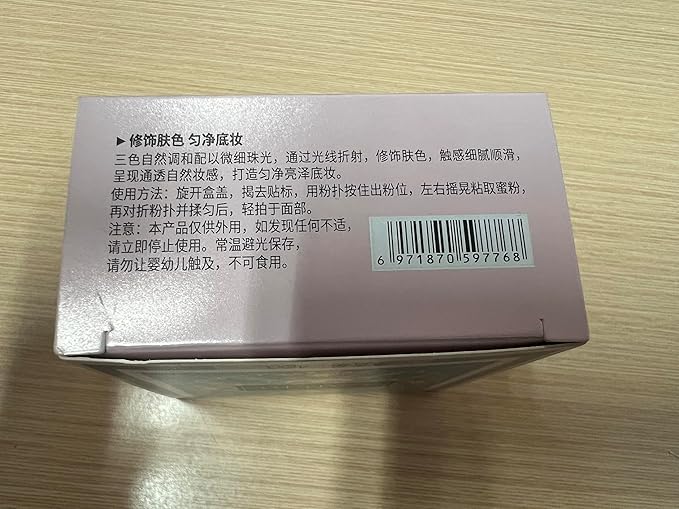 ▶ 修饰肤色 匀净底妆
三色自然调和配以微细珠光，通过光线折射，修饰肤色，触感细腻顺滑，
呈现通透自然妆感，打造匀净亮泽底妆。
使用方法：旋开盒盖，揭去贴标，用粉扑按住出粉位，左右摇晃粘取蜜粉，
再对折粉扑并揉匀后，轻拍于面部。
注意：本产品仅供外用，如发现任何不适，
请立即停止使用。常温避光保存，
请勿让婴幼儿触及，不可食用。
6 971870 597768